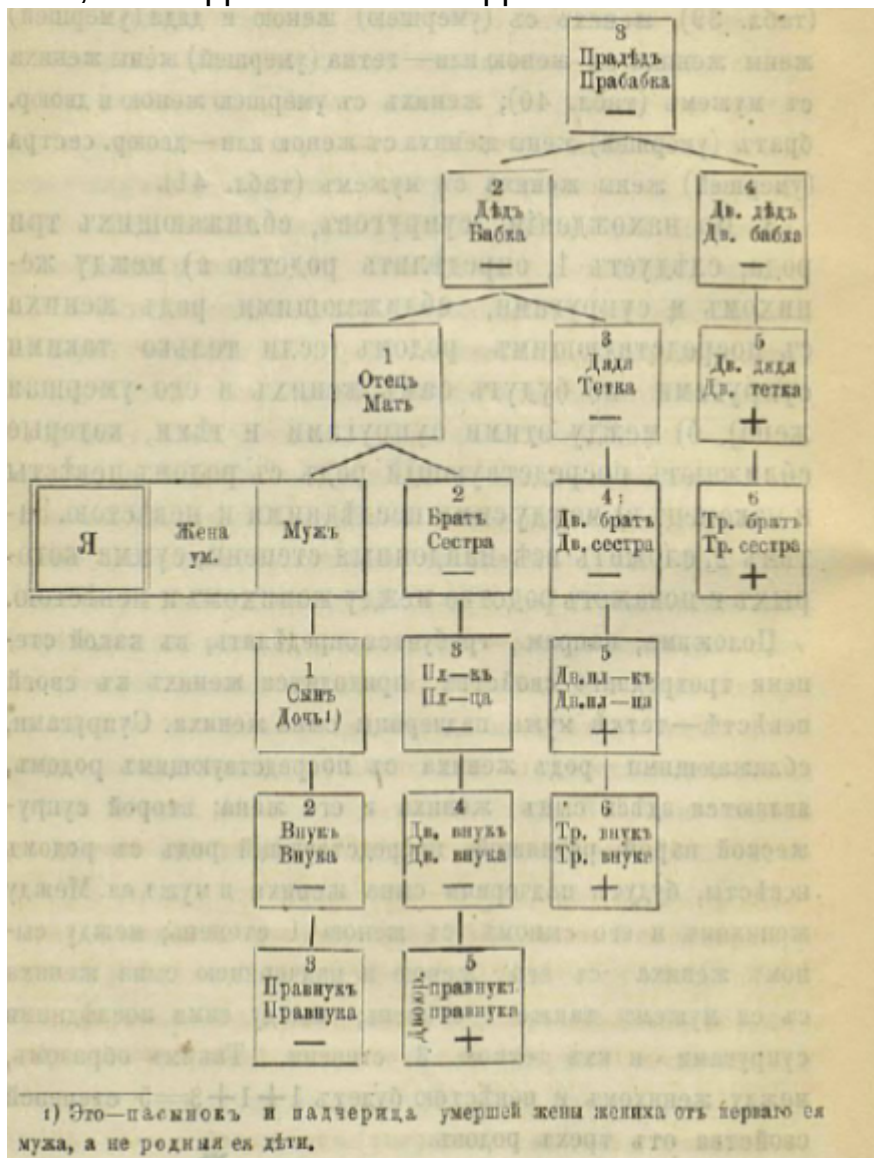 3
Прадѣдъ
Прабабка
—
2
Дѣдъ
Бабка
4
Дв. дѣдъ
Дв. бабка
—
1
Отецъ
Мать
3
Дядя
Тетка
—
5
Дв. дядя
Дв. тетка
+
Я
Жена
ум.
Мужъ
2
Братъ
Сестра
—
4
Дв. братъ
Дв. сестра
—
6
Тр. братъ
Тр. сестра
+
1
Сынъ
Дочь¹)
3
Пл—къ
Пл—ца
—
5
Дв. пл—къ
Дв. пл—ца
+
2
Внукъ
Внука
—
4
Дв. внукъ
Дв. внука
—
6
Тр. внукъ
Тр. внука
+
3
Правнукъ
Правнука
—
5
правнукъ
правнука
+
¹) Это—пасынокъ и падчерица умершей жены жениха отъ перваго ея
мужа, а не родныя ея дѣти.